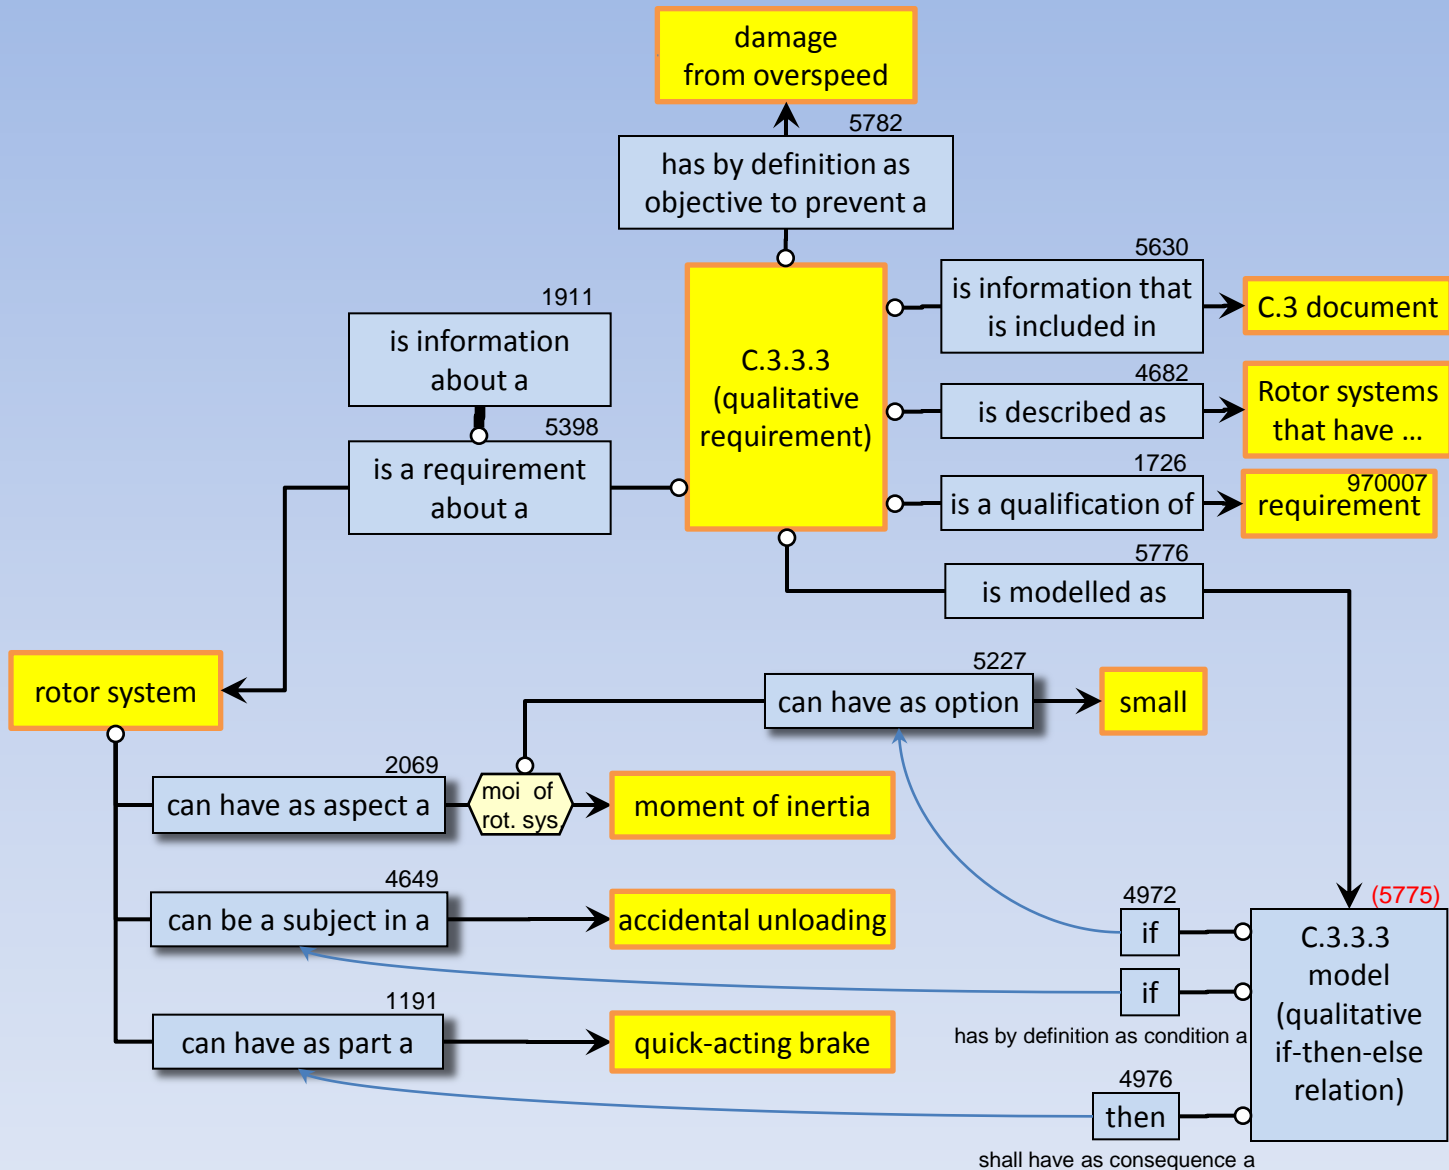 damage
from overspeed
5782
has by definition as
objective to prevent a
5630
is information that
is included in
C.3 document
1911
is information
about a
C.3.3.3
(qualitative
requirement)
4682
is described as
Rotor systems
that have ...
5398
is a requirement
about a
1726
is a qualification of
970007
requirement
5776
is modelled as
rotor system
5227
can have as option
small
2069
can have as aspect a
moi of
rot. sys.
moment of inertia
4649
can be a subject in a
accidental unloading
4972
if
(5775)
C.3.3.3
model
(qualitative
if-then-else
relation)
if
has by definition as condition a
1191
can have as part a
quick-acting brake
4976
then
shall have as consequence a